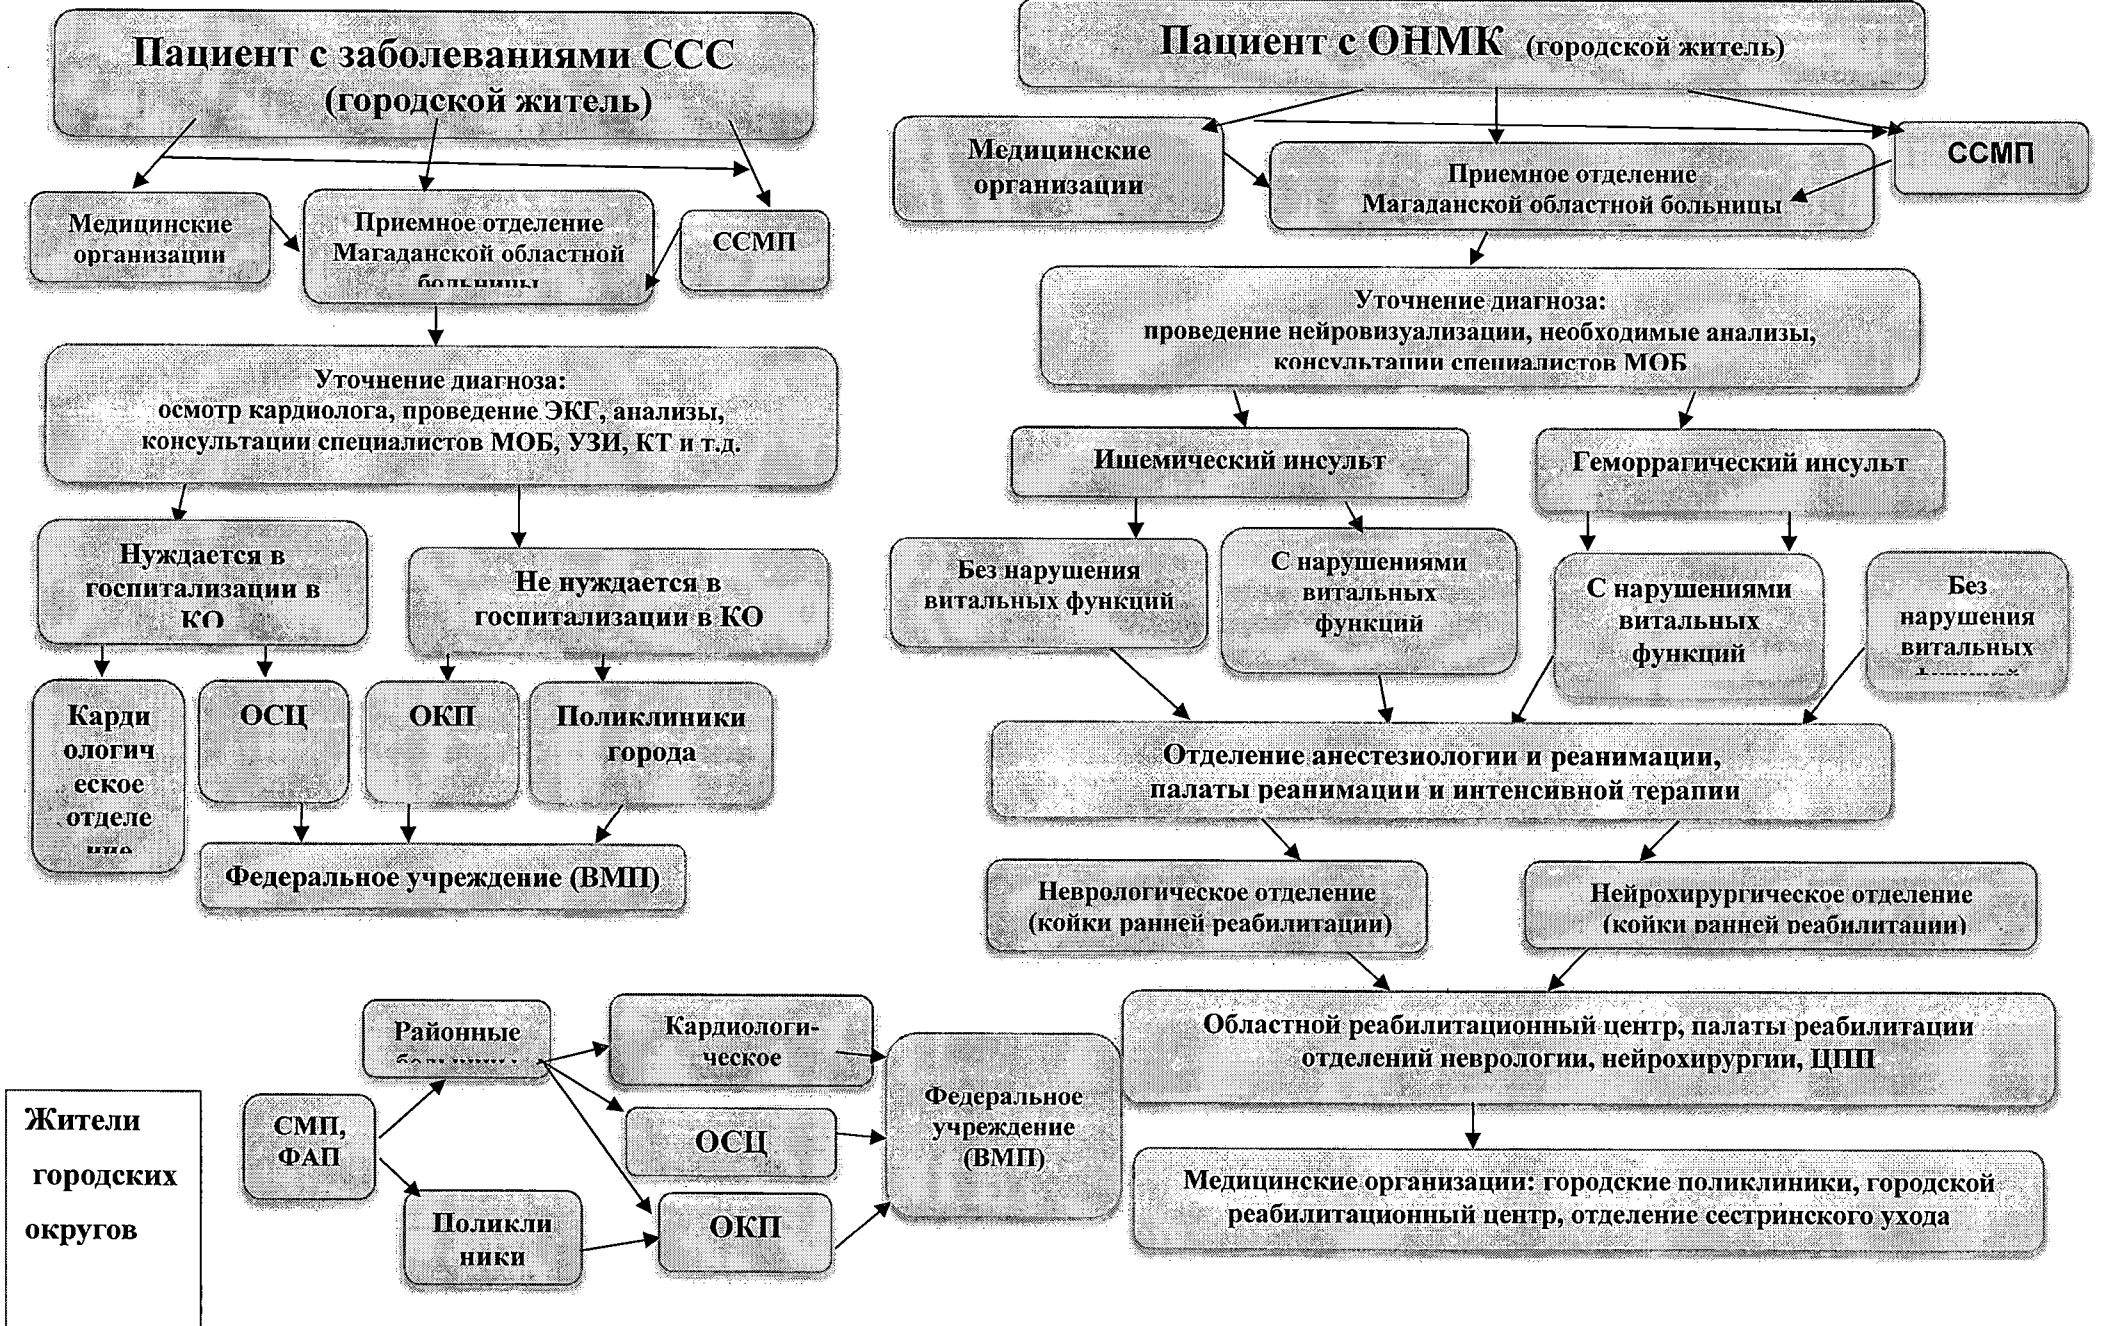 Пациент с заболеваниями ССС
(городской житель)
Медицинские
организации
Приемное отделение
Магаданской областной
больницы
ССМП
Уточнение диагноза:
осмотр кардиолога, проведение ЭКГ, анализы,
консультации специалистов МОБ, УЗИ, КТ и т.д.
Нуждается в
госпитализации в
КО
Не нуждается в
госпитализации в КО
Карди
ологич
еское
отделе
ние
ОСЦ
ОКП
Поликлиники
города
Федеральное учреждение (ВМП)
Пациент с ОНМК (городской житель)
Медицинские
организации
Приемное отделение
Магаданской областной больницы
ССМП
Уточнение диагноза:
проведение нейровизуализации, необходимые анализы,
консультации специалистов МОБ
Ишемический инсульт
Геморрагический инсульт
Без нарушения
витальных функций
С нарушениями
витальных
функций
С нарушениями
витальных
функций
Без
нарушения
витальных
Отделение анестезиологии и реанимации,
палаты реанимации и интенсивной терапии
Неврологическое отделение
(койки ранней реабилитации)
Нейрохирургическое отделение
(койки ранней реабилитации)
Областной реабилитационный центр, палаты реабилитации
отделений неврологии, нейрохирургии, ЦПП
Медицинские организации: городские поликлиники, городской
реабилитационный центр, отделение сестринского ухода
Жители
городских
округов
СМП,
ФАП
Районные
Поликли
ники
Кардиологи-
ческое
ОСЦ
ОКП
Федеральное
учреждение
(ВМП)